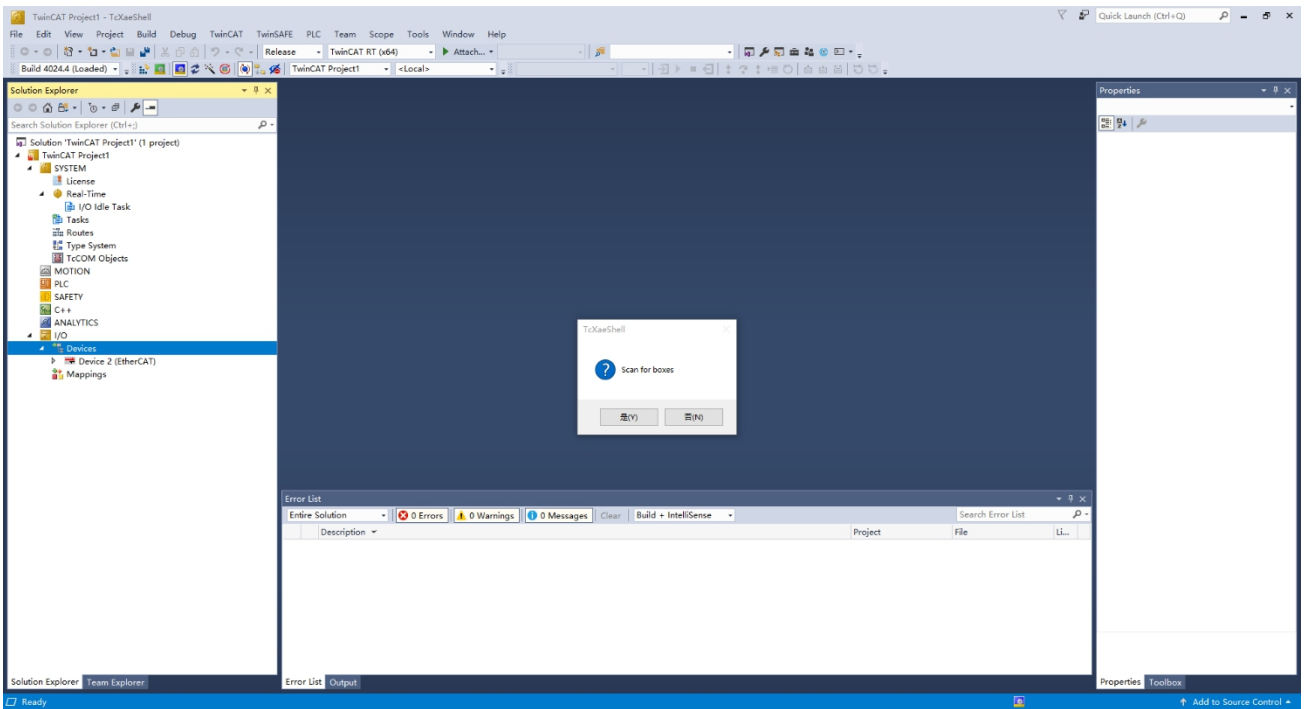 TwinCAT Project1 - TcXaeShell
Quick Launch (Ctrl+Q)
File Edit View Project Build Debug TwinCAT TwinSAFE PLC Team Scope Tools Window Help
Release TwinCAT RT (x64) Attach...
Build 4024.4 (Loaded) TwinCAT Project1 <Local>
Solution Explorer
Search Solution Explorer (Ctrl+;)
Solution 'TwinCAT Project1' (1 project)
TwinCAT Project1
SYSTEM
License
Real-Time
I/O Idle Task
Tasks
Routes
Type System
TcCOM Objects
MOTION
PLC
SAFETY
C++
ANALYTICS
I/O
Devices
Device 2 (EtherCAT)
Mappings
TcXaeShell
Scan for boxes
是(Y) 否(N)
Properties
Error List
Entire Solution 0 Errors 0 Warnings 0 Messages Clear Build + IntelliSense Search Error List
Description Project File Li...
Solution Explorer Team Explorer
Error List Output
Properties Toolbox
Ready
Add to Source Control